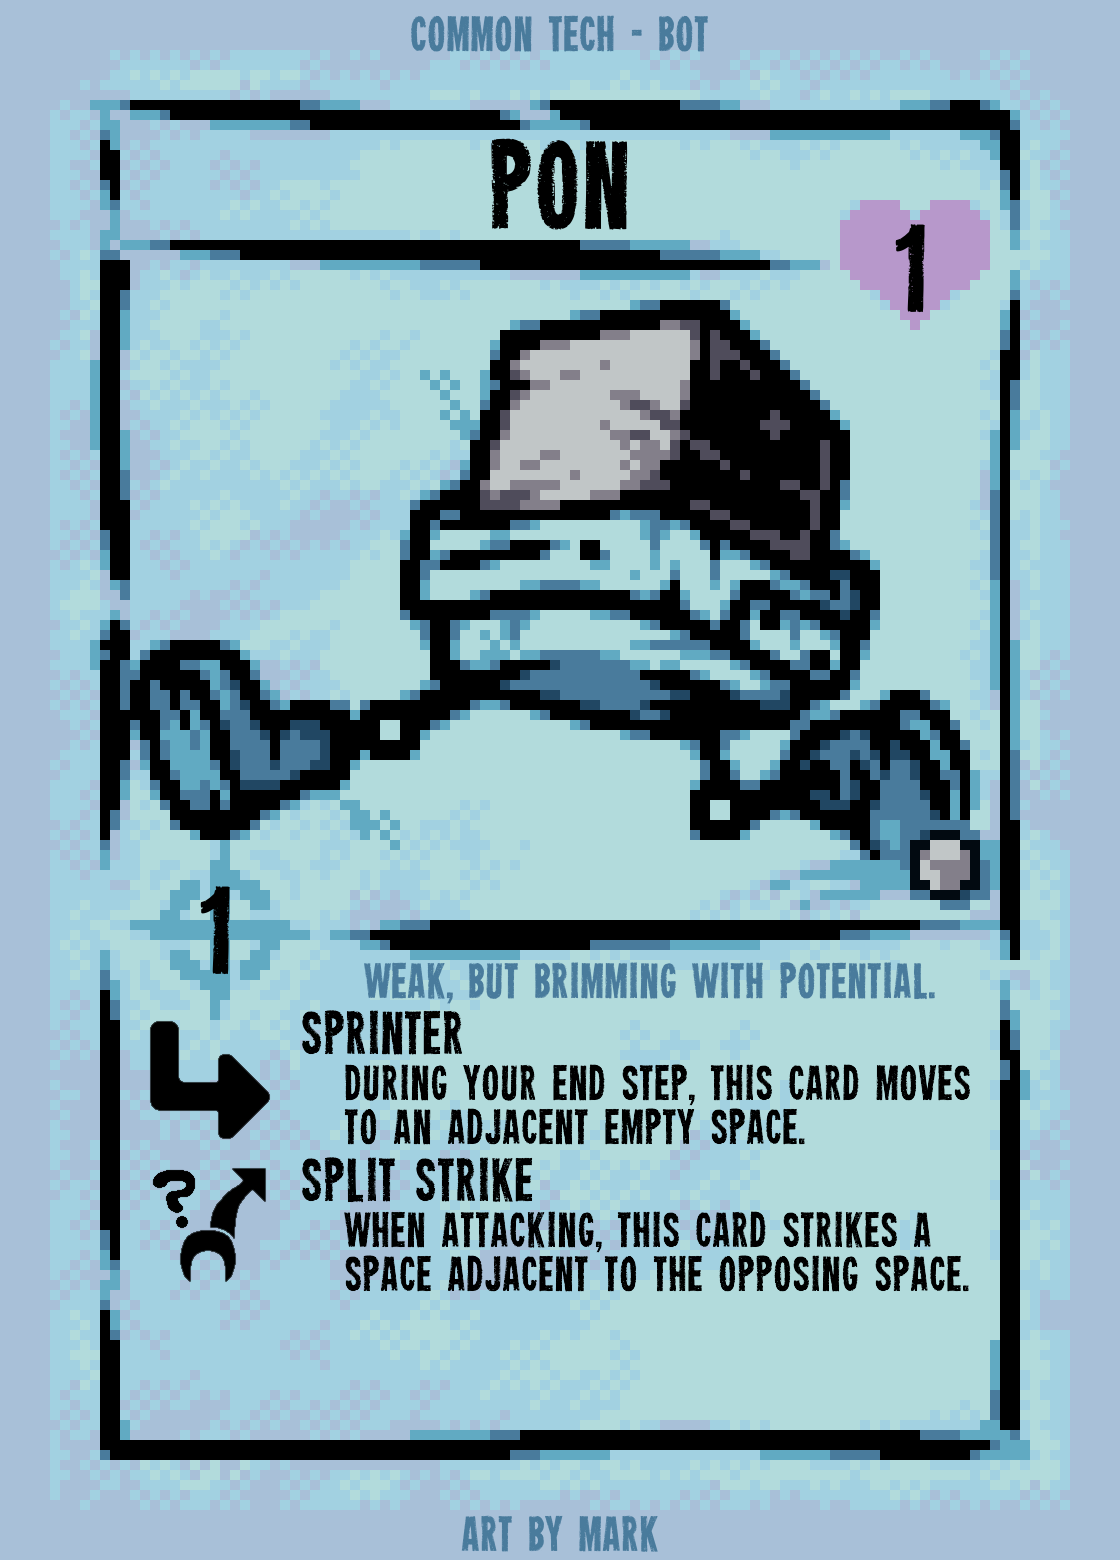 COMMON TECH - BOT
PON
1
1
WEAK, BUT BRIMMING WITH POTENTIAL.
SPRINTER
DURING YOUR END STEP, THIS CARD MOVES
TO AN ADJACENT EMPTY SPACE.
?
SPLIT STRIKE
WHEN ATTACKING, THIS CARD STRIKES A
SPACE ADJACENT TO THE OPPOSING SPACE.
ART BY MARK